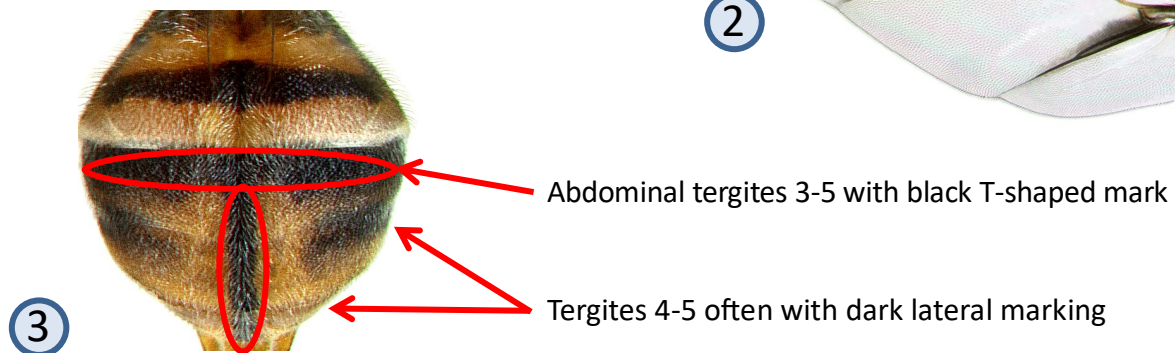 2
Abdominal tergites 3-5 with black T-shaped mark
Tergites 4-5 often with dark lateral marking
3